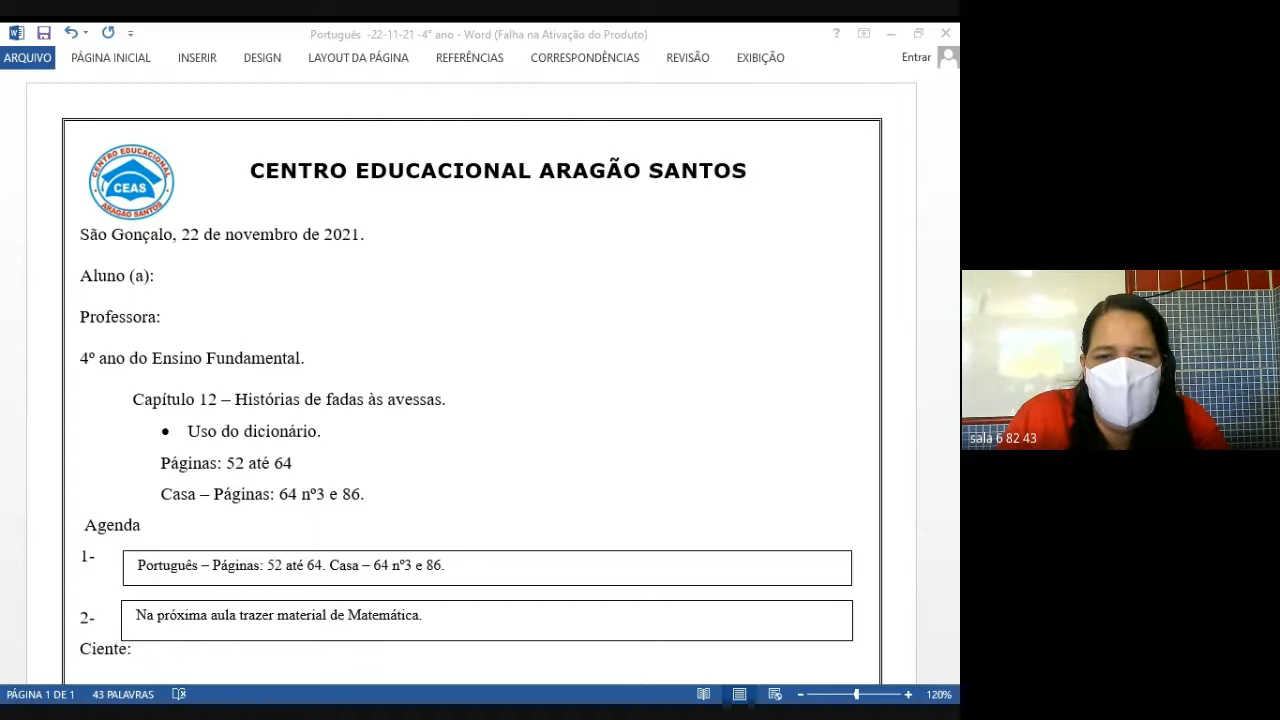 Português -22-11-21 -4° ano - Word (Falha na Ativação do Produto)
ARQUIVO PÁGINA INICIAL INSERIR DESIGN LAYOUT DA PÁGINA REFERÊNCIAS CORRESPONDÊNCIAS REVISÃO EXIBIÇÃO Entrar
CENTRO EDUCACIONAL
CEAS
ARAGÃO SANTOS
CENTRO EDUCACIONAL ARAGÃO SANTOS
São Gonçalo, 22 de novembro de 2021.
Aluno (a):
Professora:
4º ano do Ensino Fundamental.
Capítulo 12 – Histórias de fadas às avessas.
• Uso do dicionário.
Páginas: 52 até 64
Casa – Páginas: 64 nº3 e 86.
Agenda
1- Português – Páginas: 52 até 64. Casa – 64 nº3 e 86.
2- Na próxima aula trazer material de Matemática.
Ciente:
PÁGINA 1 DE 1 43 PALAVRAS 120%
sala 6 82 43